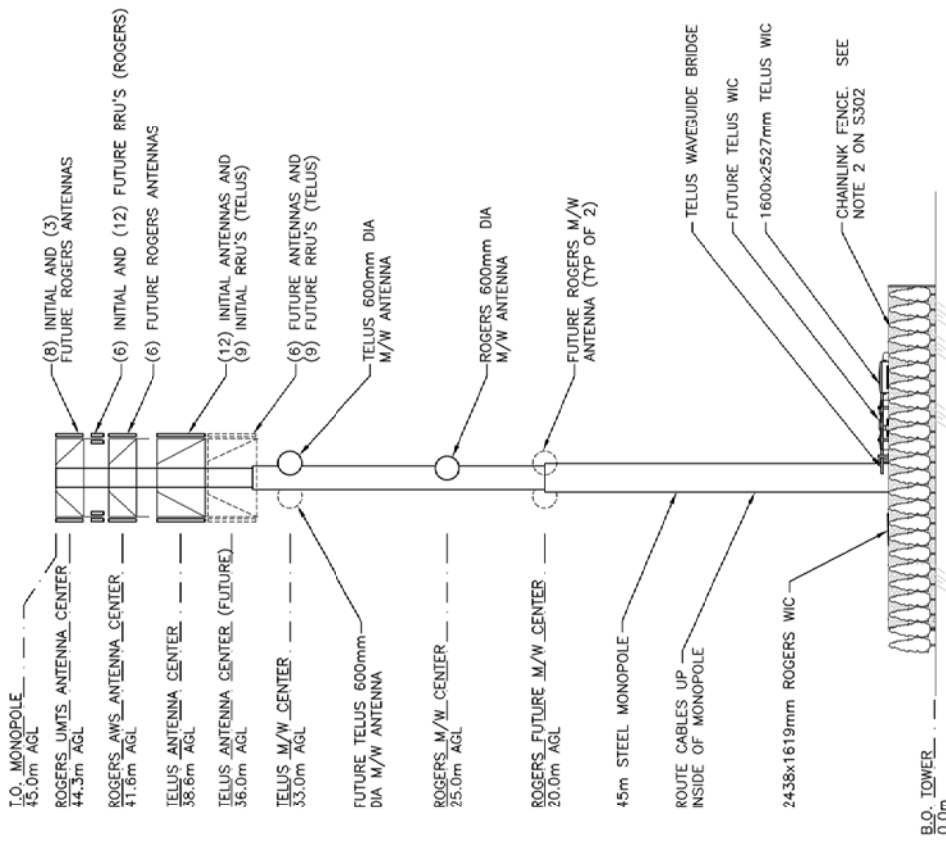 T.O. MONOPOLE
45.0m AGL
ROGERS UMTS ANTENNA CENTER
44.3m AGL
ROGERS AWS ANTENNA CENTER
41.6m AGL
TELUS ANTENNA CENTER
38.6m AGL
TELUS ANTENNA CENTER (FUTURE)
36.0m AGL
TELUS M/W CENTER
33.0m AGL
FUTURE TELUS 600mm
DIA M/W ANTENNA
ROGERS M/W CENTER
25.0m AGL
ROGERS FUTURE M/W CENTER
20.0m AGL
45m STEEL MONOPOLE
ROUTE CABLES UP
INSIDE OF MONOPOLE
2438x1619mm ROGERS WIC
B.O. TOWER
0.0m
(8) INITIAL AND (3)
FUTURE ROGERS ANTENNAS
(6) INITIAL AND (12) FUTURE RRU'S (ROGERS)
(6) FUTURE ROGERS ANTENNAS
(12) INITIAL ANTENNAS AND
(9) INITIAL RRU'S (TELUS)
(6) FUTURE ANTENNAS AND
(9) FUTURE RRU'S (TELUS)
TELUS 600mm DIA
M/W ANTENNA
ROGERS 600mm DIA
M/W ANTENNA
FUTURE ROGERS M/W
ANTENNA (TYP OF 2)
TELUS WAVEGUIDE BRIDGE
FUTURE TELUS WIC
1600x2527mm TELUS WIC
CHAINLINK FENCE. SEE
NOTE 2 ON S302